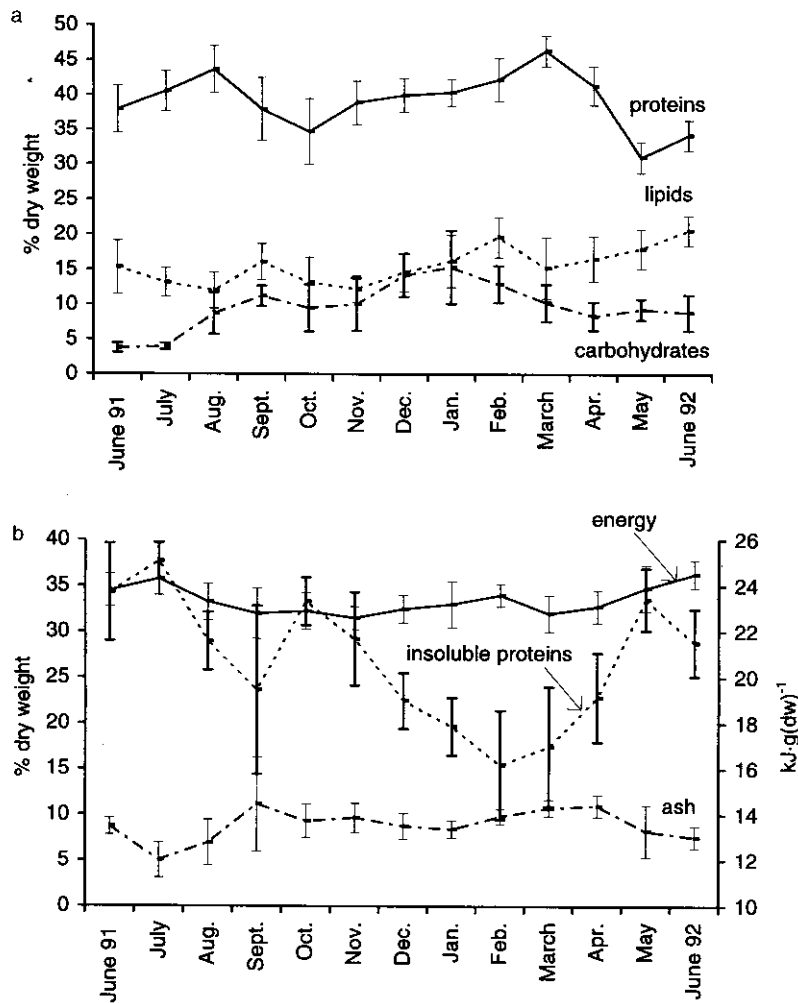 a
50
45
40
35
30
25
20
15
10
5
0
% dry weight
proteins
lipids
carbohydrates
June 91
July
Aug.
Sept.
Oct.
Nov.
Dec.
Jan.
Feb.
March
Apr.
May
June 92
b
40
35
30
25
20
15
10
5
0
% dry weight
energy
insoluble proteins
ash
26
24
22
20
18
16
14
12
10
kJ·g(dw)⁻¹
June 91
July
Aug.
Sept.
Oct.
Nov.
Dec.
Jan.
Feb.
March
Apr.
May
June 92